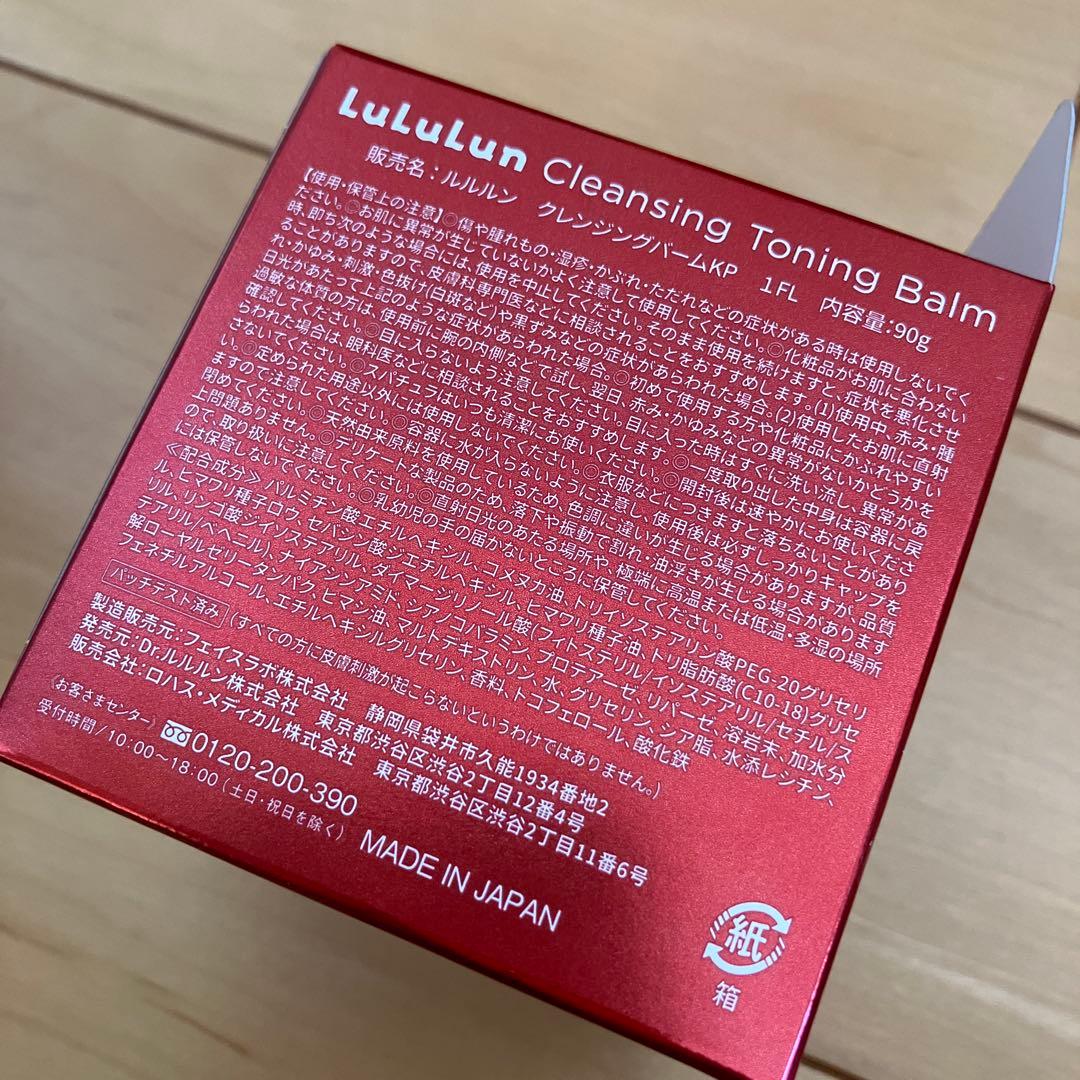 LuLuLun Cleansing Toning Balm
販売名:ルルルン クレンジングバームKP 1FL 内容量:90g
【使用・保管上の注意】◎傷や腫れもの・湿疹・かぶれ・ただれなどの症状がある時は使用しないで
ください。◎お肌に異常が生じていないかよく注意して使用してください。◎化粧品がお肌に合わない
時、即ち次のような場合には、使用を中止してください。そのまま使用を続けますと、症状を悪化させ
ることがありますので、皮膚科専門医などに相談されることをおすすめします。(1)使用中、赤み・腫
れ・かゆみ・刺激・色抜け(白斑など)や黒ずみなどの症状があらわれた場合。(2)使用したお肌に直射
日光があたって上記のような症状があらわれた場合。◎初めて使用する方や化粧品にかぶれやすい
過敏な体質の方は、使用前に腕の内側などで試し、翌日、赤み・かゆみなどの異常がないかどうかを
確認してください。◎目に入らないよう注意してください。目に入った時はすぐに洗い流し、異常があ
らわれた場合は、眼科医などに相談されることをおすすめします。◎開封後は速やかにお使いくださ
い。◎スパチュラはいつも清潔にお使いください。◎一度取り出した中身は容器に戻
さないでください。◎定められた用途以外には使用しないでください。◎衣服などにつきますと落ちないことがあり
ますので注意してください。◎容器に水が入らないように注意し、使用後は必ずしっかりキャップを
閉めてください。◎天然由来原料を使用しているため、色調に違いが生じる場合がありますが、品質
上問題ありません。◎デリケートな製品のため、落下や振動で割れ・油浮きが生じる場合があります
ので、取り扱いに注意してください。◎直射日光のあたる場所や、極端に高温または低温・多湿の場所
には保管しないでください。◎乳幼児の手の届かないところに保管してください。
<配合成分> パルミチン酸エチルヘキシル、コメヌカ油、トリイソステアリン酸PEG-20グリセリ
ル、ヒマワリ種子ロウ、セバシン酸ジエチルヘキシル、ヒマワリ種子油、トリ脂肪酸(C10-18)グリセ
リル、リンゴ酸ジイソステアリル、ダイマージリノール酸(フィトステリル/イソステアリル/セチル/ス
テアリル/ベヘニル)、ナイアシンアミド、シアノコバラミン、プロテアーゼ、リパーゼ、溶岩末、加水分
解ローヤルゼリータンパク、ヒマシ油、マルトデキストリン、水、グリセリン、シア脂、水添レシチン、
フェネチルアルコール、エチルヘキシルグリセリン、香料、トコフェロール、酸化鉄
パッチテスト済み (すべての方に皮膚刺激が起こらないというわけではありません。)
製造販売元:フェイスラボ株式会社 静岡県袋井市久能1934番地2
発売元:Dr.ルルルン株式会社 東京都渋谷区渋谷2丁目12番4号
販売会社:ロハス・メディカル株式会社 東京都渋谷区渋谷2丁目11番6号
《お客さまセンター》 0120-200-390
受付時間/10:00〜18:00(土日・祝日を除く)
MADE IN JAPAN
紙
箱